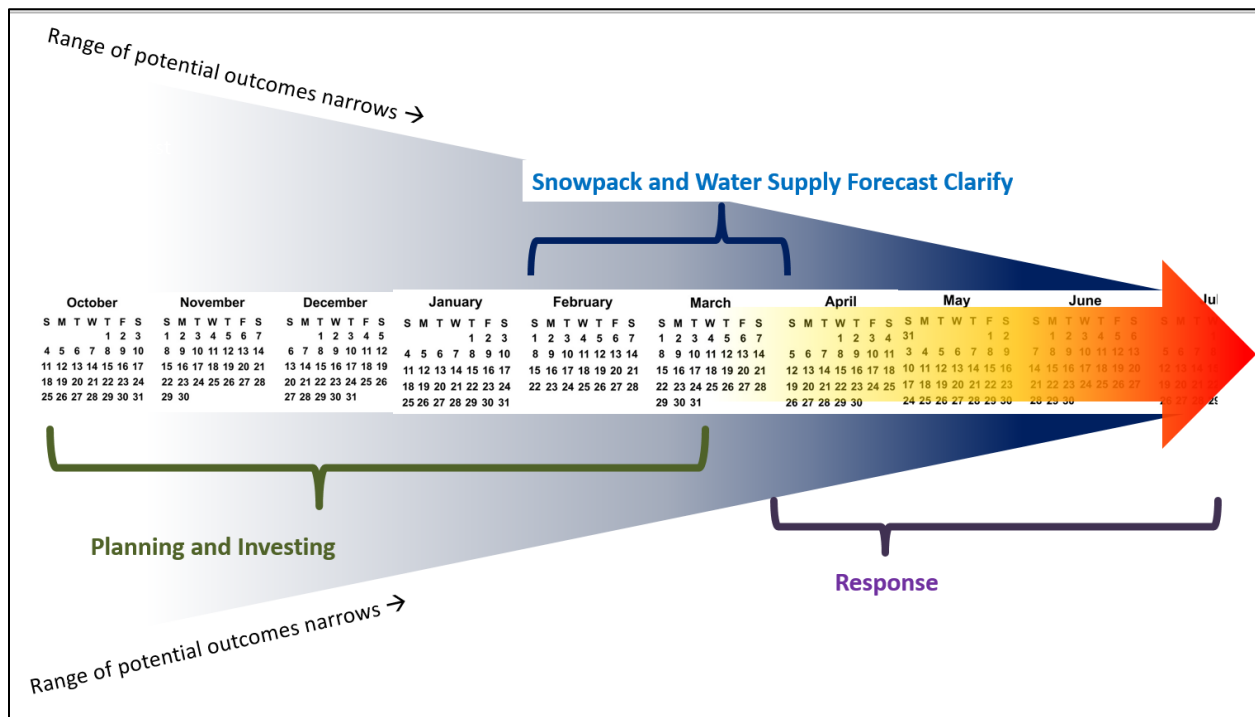 Range of potential outcomes narrows →
Snowpack and Water Supply Forecast Clarify
October
S M T W T F S
1 2 3
4 5 6 7 8 9 10
11 12 13 14 15 16 17
18 19 20 21 22 23 24
25 26 27 28 29 30 31
November
S M T W T F S
1 2 3 4 5 6 7
8 9 10 11 12 13 14
15 16 17 18 19 20 21
22 23 24 25 26 27 28
29 30
December
S M T W T F S
1 2 3 4 5
6 7 8 9 10 11 12
13 14 15 16 17 18 19
20 21 22 23 24 25 26
27 28 29 30 31
January
S M T W T F S
1 2 3
4 5 6 7 8 9 10
11 12 13 14 15 16 17
18 19 20 21 22 23 24
25 26 27 28 29 30 31
February
S M T W T F S
1 2 3 4 5 6 7
8 9 10 11 12 13 14
15 16 17 18 19 20 21
22 23 24 25 26 27 28
March
S M T W T F S
1 2 3 4 5 6 7
8 9 10 11 12 13 14
15 16 17 18 19 20 21
22 23 24 25 26 27 28
29 30 31
April
S M T W T F S
1 2 3 4
5 6 7 8 9 10 11
12 13 14 15 16 17 18
19 20 21 22 23 24 25
26 27 28 29 30
May
S M T W T F S
31 1 2
3 4 5 6 7 8 9
10 11 12 13 14 15 16
17 18 19 20 21 22 23
24 25 26 27 28 29 30
June
S M T W T F S
1 2 3 4 5 6
7 8 9 10 11 12 13
14 15 16 17 18 19 20
21 22 23 24 25 26 27
28 29 30
Jul
S M T W
Planning and Investing
Response
Range of potential outcomes narrows →